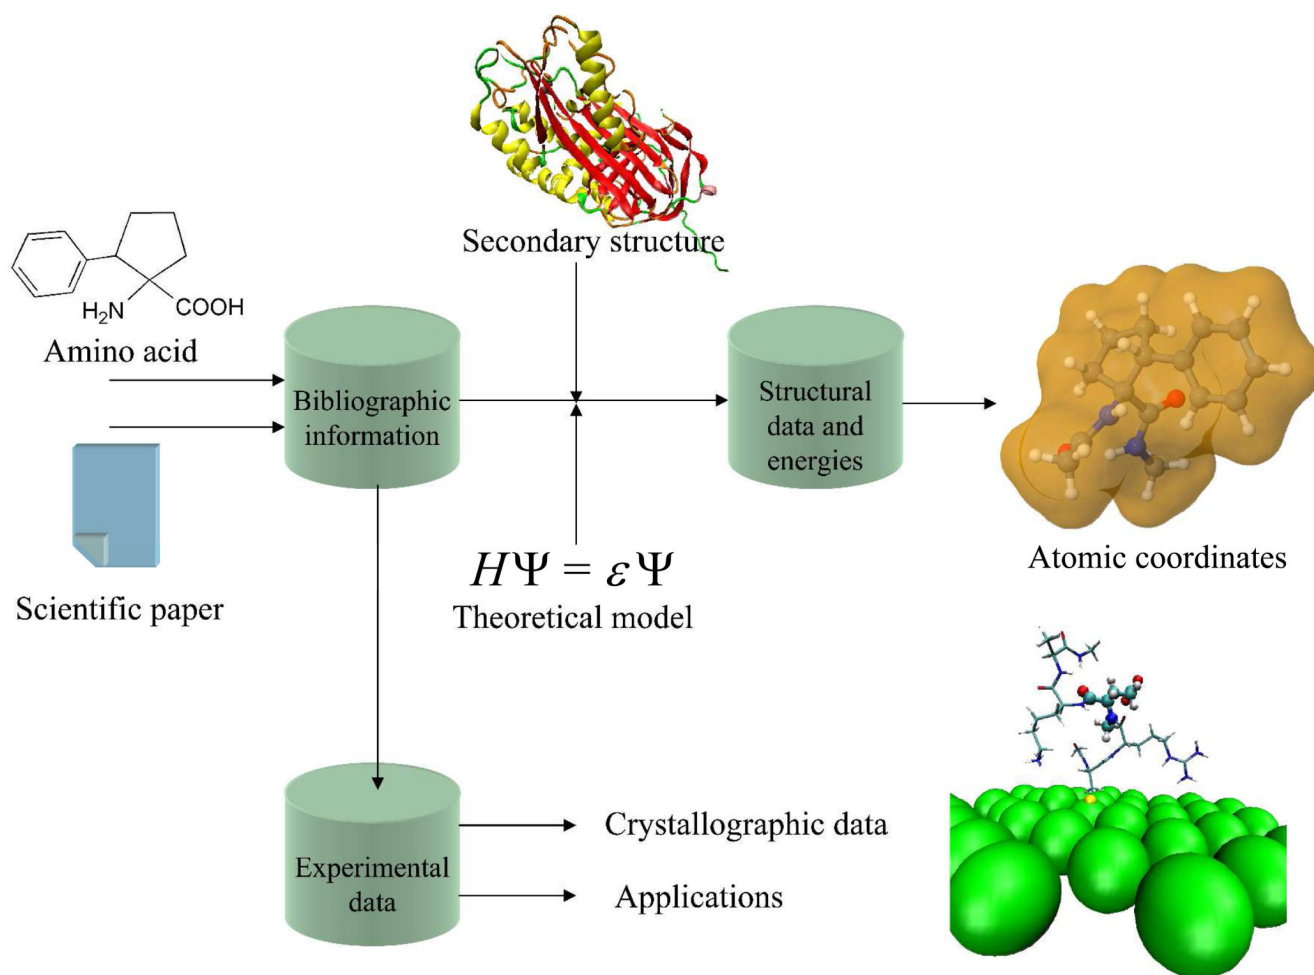 Secondary structure
H₂N
COOH
Amino acid
Bibliographic
information
Structural
data and
energies
Atomic coordinates
HΨ = εΨ
Theoretical model
Scientific paper
Experimental
data
Crystallographic data
Applications